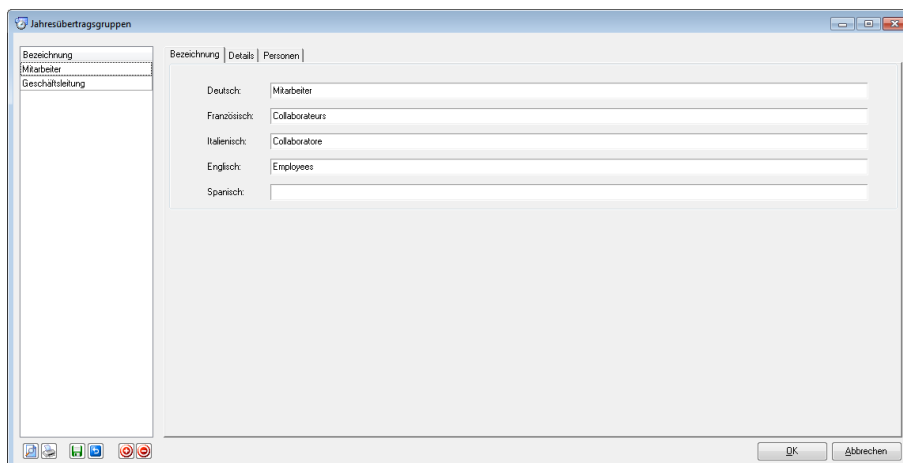 Jahresübertragsgruppen
Bezeichnung
Mitarbeiter
Geschäftsleitung
Bezeichnung Details Personen
Deutsch: Mitarbeiter
Französisch: Collaborateurs
Italienisch: Collaboratore
Englisch: Employees
Spanisch:
OK Abbrechen